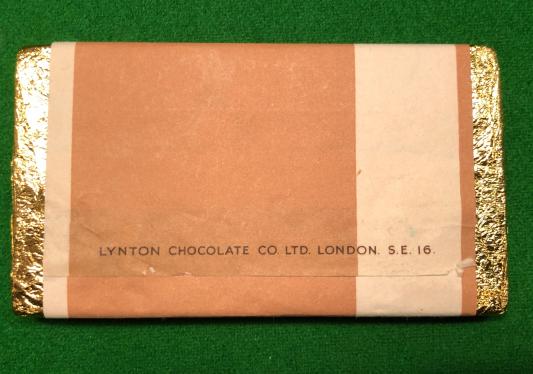 LYNTON CHOCOLATE CO. LTD. LONDON. S.E. 16.